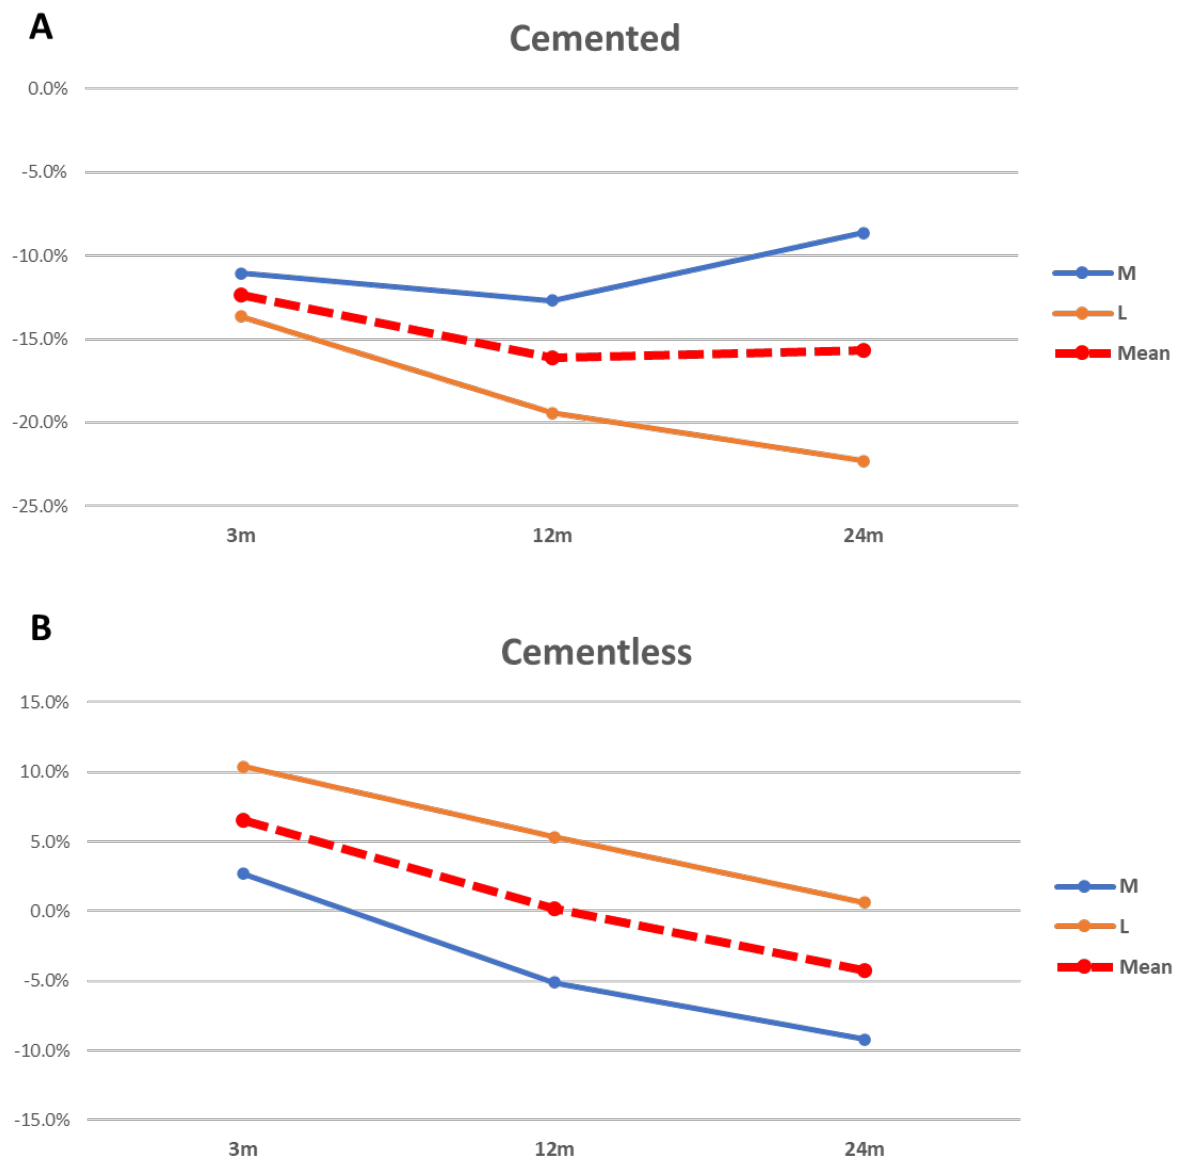 A
Cemented
0.0%
-5.0%
-10.0%
-15.0%
-20.0%
-25.0%
3m 12m 24m
M
L
Mean
B
Cementless
15.0%
10.0%
5.0%
0.0%
-5.0%
-10.0%
-15.0%
3m 12m 24m
M
L
Mean